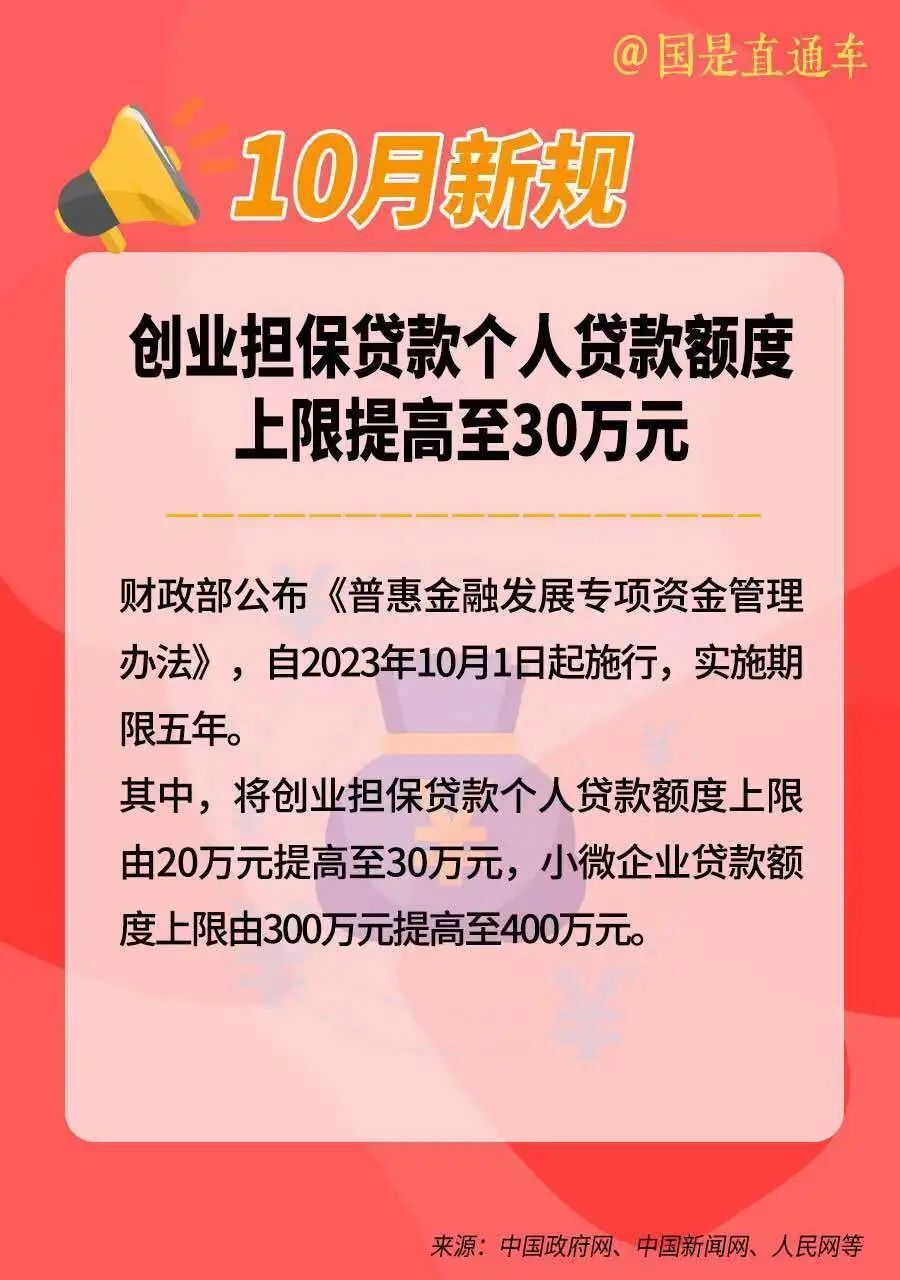 @国是直通车
10月新规
创业担保贷款个人贷款额度
上限提高至30万元
财政部公布《普惠金融发展专项资金管理
办法》，自2023年10月1日起施行，实施期
限五年。
其中，将创业担保贷款个人贷款额度上限
由20万元提高至30万元，小微企业贷款额
度上限由300万元提高至400万元。
来源：中国政府网、中国新闻网、人民网等